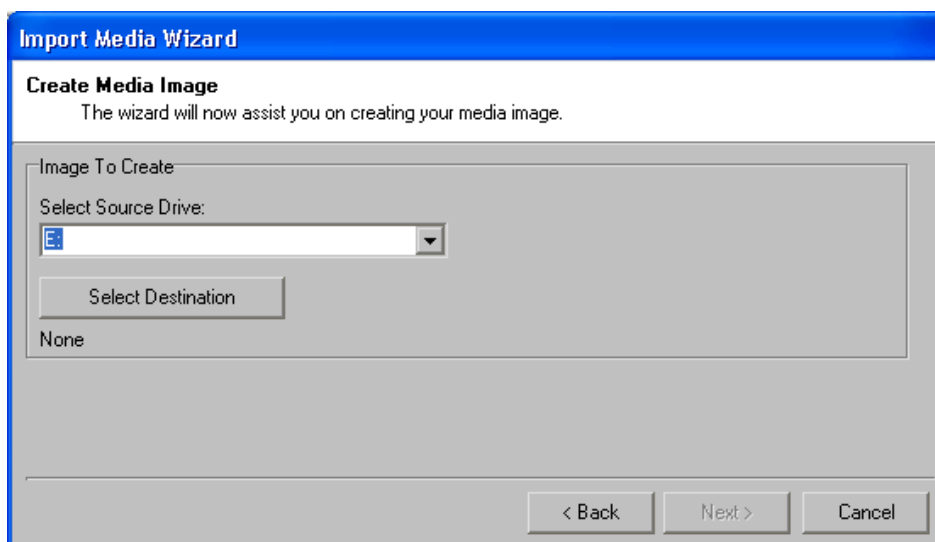 Import Media Wizard
Create Media Image
The wizard will now assist you on creating your media image.
Image To Create
Select Source Drive:
E:
Select Destination
None
< Back Next > Cancel